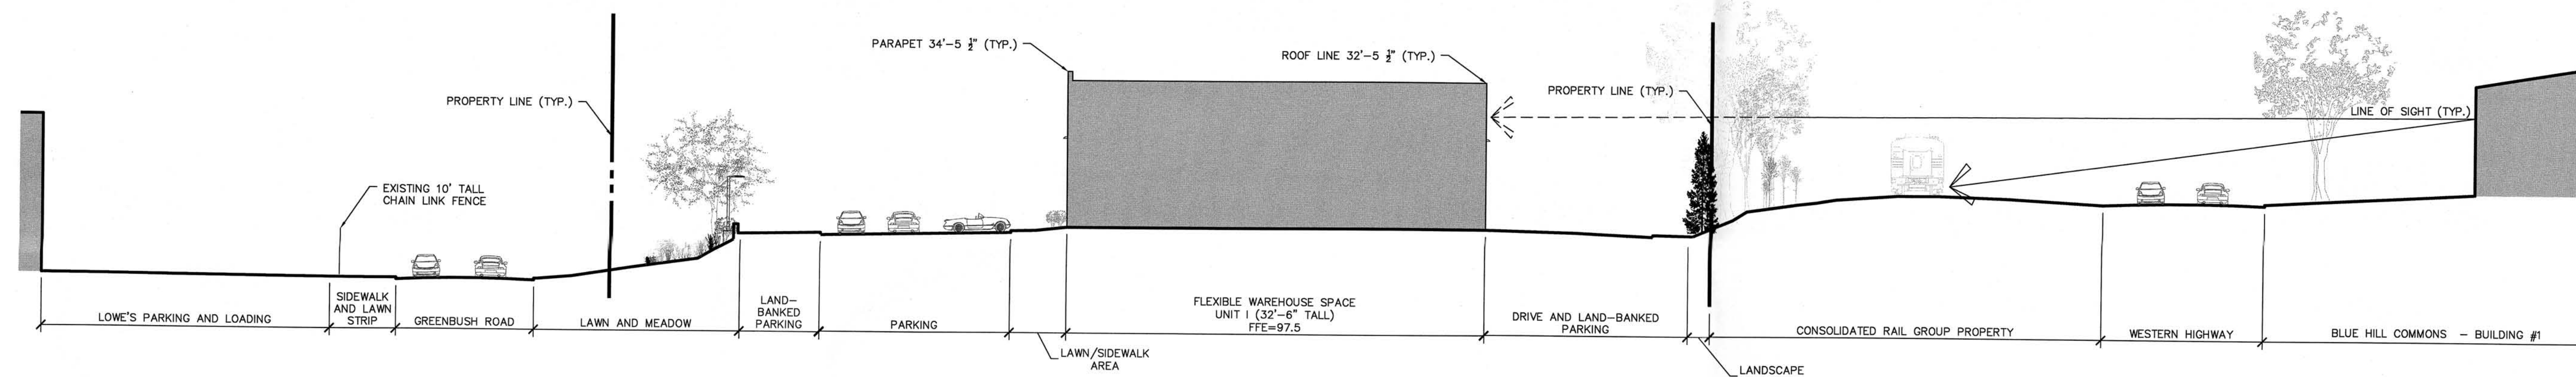 PARAPET 34'-5 ½" (TYP.)
ROOF LINE 32'-5 ½" (TYP.)
PROPERTY LINE (TYP.)
PROPERTY LINE (TYP.)
LINE OF SIGHT (TYP.)
EXISTING 10' TALL
CHAIN LINK FENCE
LOWE'S PARKING AND LOADING
SIDEWALK
AND LAWN
STRIP
GREENBUSH ROAD
LAWN AND MEADOW
LAND-
BANKED
PARKING
PARKING
LAWN/SIDEWALK
AREA
FLEXIBLE WAREHOUSE SPACE
UNIT I (32'-6" TALL)
FFE=97.5
DRIVE AND LAND-BANKED
PARKING
LANDSCAPE
CONSOLIDATED RAIL GROUP PROPERTY
WESTERN HIGHWAY
BLUE HILL COMMONS - BUILDING #1